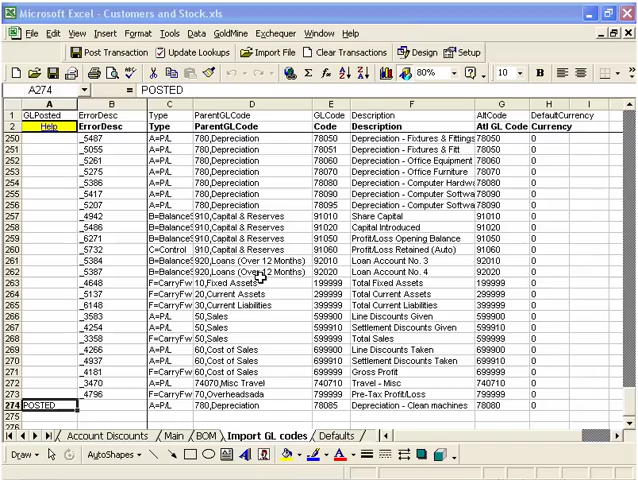 Microsoft Excel - Customers and Stock.xls
File Edit View Insert Format Tools Data GoldMine Exchequer Window Help
Post Transaction Update Lookups Import File Clear Transactions Design Setup
80% 10 B
A274 = POSTED
A B C D E F G H I
1 GLPosted ErrorDesc Type ParentGLCode GLCode Description AltCode DefaultCurrency
2 Help ErrorDesc Type ParentGLCode Code Description Atl GL Code Currency
250 _5487 A=P/L 780,Depreciation 78050 Depreciation - Fixtures & Fittings 78050 0
251 _5055 A=P/L 780,Depreciation 78051 Depreciation - Fixtures & Fitt 78051 0
252 _5261 A=P/L 780,Depreciation 78060 Depreciation - Office Equipment 78060 0
253 _5273 A=P/L 780,Depreciation 78070 Depreciation - Office Furniture 78070 0
254 _5386 A=P/L 780,Depreciation 78080 Depreciation - Computer Hardw 78080 0
255 _5417 A=P/L 780,Depreciation 78090 Depreciation - Computer Softwa 78090 0
256 _5207 A=P/L 780,Depreciation 78095 Depreciation - Computer Softwa 78095 0
257 _4942 B=Balance 910,Capital & Reserves 91010 Share Capital 91010 0
258 _5486 B=Balance 910,Capital & Reserves 91020 Capital Introduced 91020 0
259 _6271 B=Balance 910,Capital & Reserves 91050 Profit/Loss Opening Balance 91050 0
260 _5732 C=Control 910,Capital & Reserves 91060 Profit/Loss Retained (Auto) 91060 0
261 _5384 B=Balance 920,Loans (Over 12 Months) 92010 Loan Account No. 3 92010 0
262 _5387 B=Balance 920,Loans (Over 12 Months) 92020 Loan Account No. 4 92020 0
263 _4648 F=CarryFw 10,Fixed Assets 199999 Total Fixed Assets 199999 0
264 _5137 F=CarryFw 20,Current Assets 299999 Total Current Assets 299999 0
265 _6148 F=CarryFw 30,Current Liabilities 399999 Total Current Liabilities 399999 0
266 _3583 A=P/L 50,Sales 599910 Line Discounts Given 599910 0
267 _4254 A=P/L 50,Sales 599920 Settlement Discounts Given 599920 0
268 _3358 F=CarryFw 50,Sales 599999 Total Sales 599999 0
269 _4266 A=P/L 60,Cost of Sales 699910 Line Discounts Taken 699910 0
270 _4937 A=P/L 60,Cost of Sales 699920 Settlement Discounts Taken 699920 0
271 _4181 F=CarryFw 60,Cost of Sales 699999 Gross Profit 699999 0
272 _3470 A=P/L 74070,Misc Travel 740710 Travel - Misc 740710 0
273 _4796 F=CarryFw 70,Overheadsada 799999 Pre-Tax Profit/Loss 799999 0
274 POSTED A=P/L 780,Depreciation 78085 Depreciation - Clean machines 78080 0
275
276
Account Discounts Main BOM Import GL codes Defaults
Draw AutoShapes